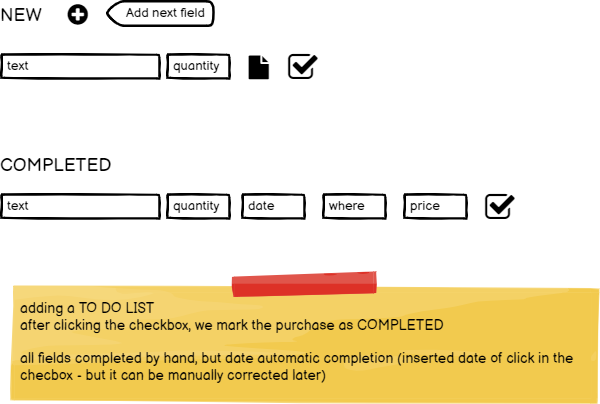 NEW Add next field
text quantity
COMPLETED
text quantity date where price
adding a TO DO LIST
after clicking the checkbox, we mark the purchase as COMPLETED
all fields completed by hand, but date automatic completion (inserted date of click in the
checbox - but it can be manually corrected later)